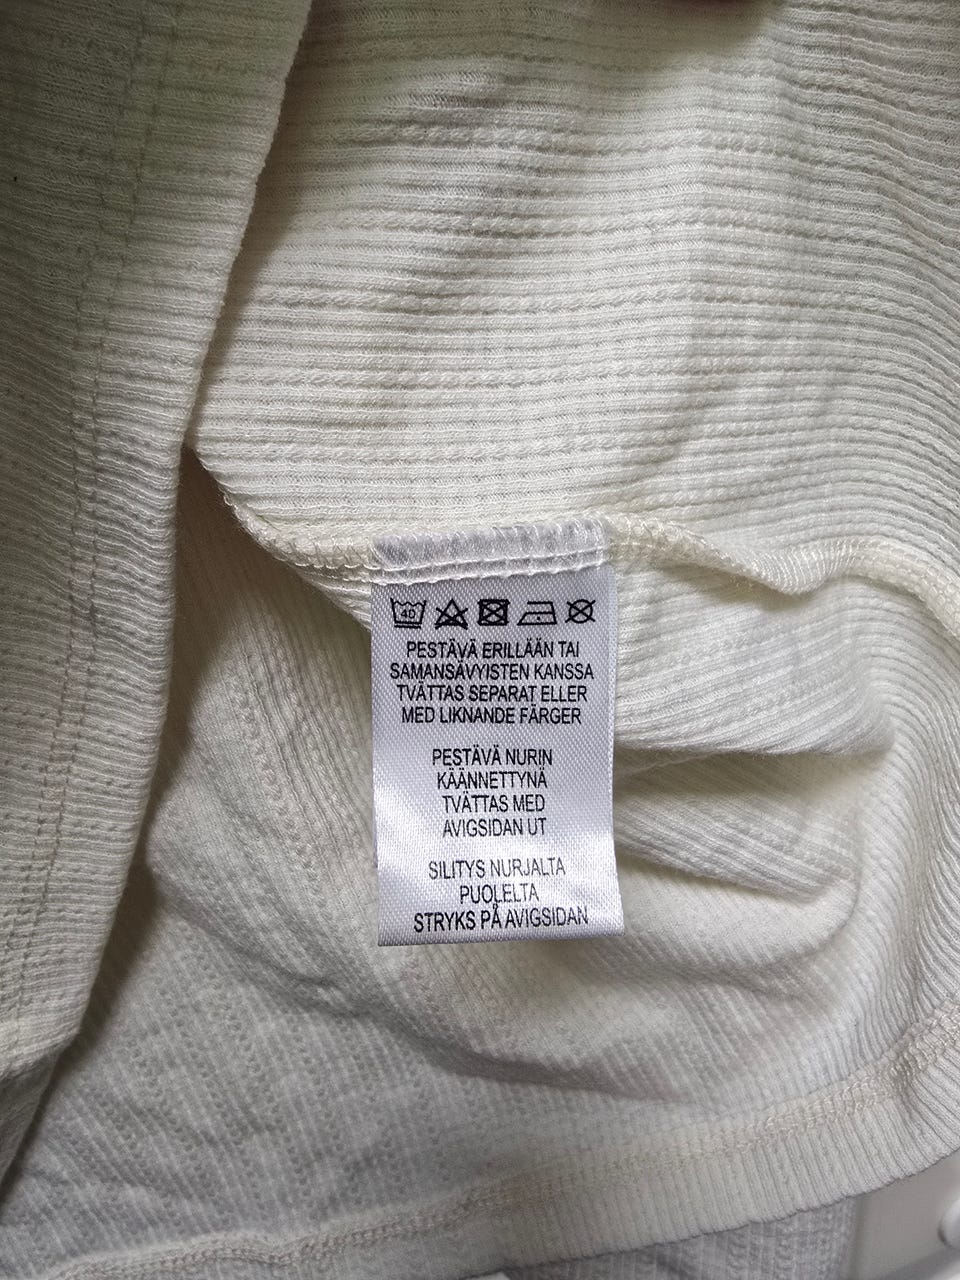 40
PESTÄVÄ ERILLÄÄN TAI
SAMANSÄVYISTEN KANSSA
TVÄTTAS SEPARAT ELLER
MED LIKNANDE FÄRGER
PESTÄVÄ NURIN
KÄÄNNETTYNÄ
TVÄTTAS MED
AVIGSIDAN UT
SILITYS NURJALTA
PUOLELTA
STRYKS PÅ AVIGSIDAN